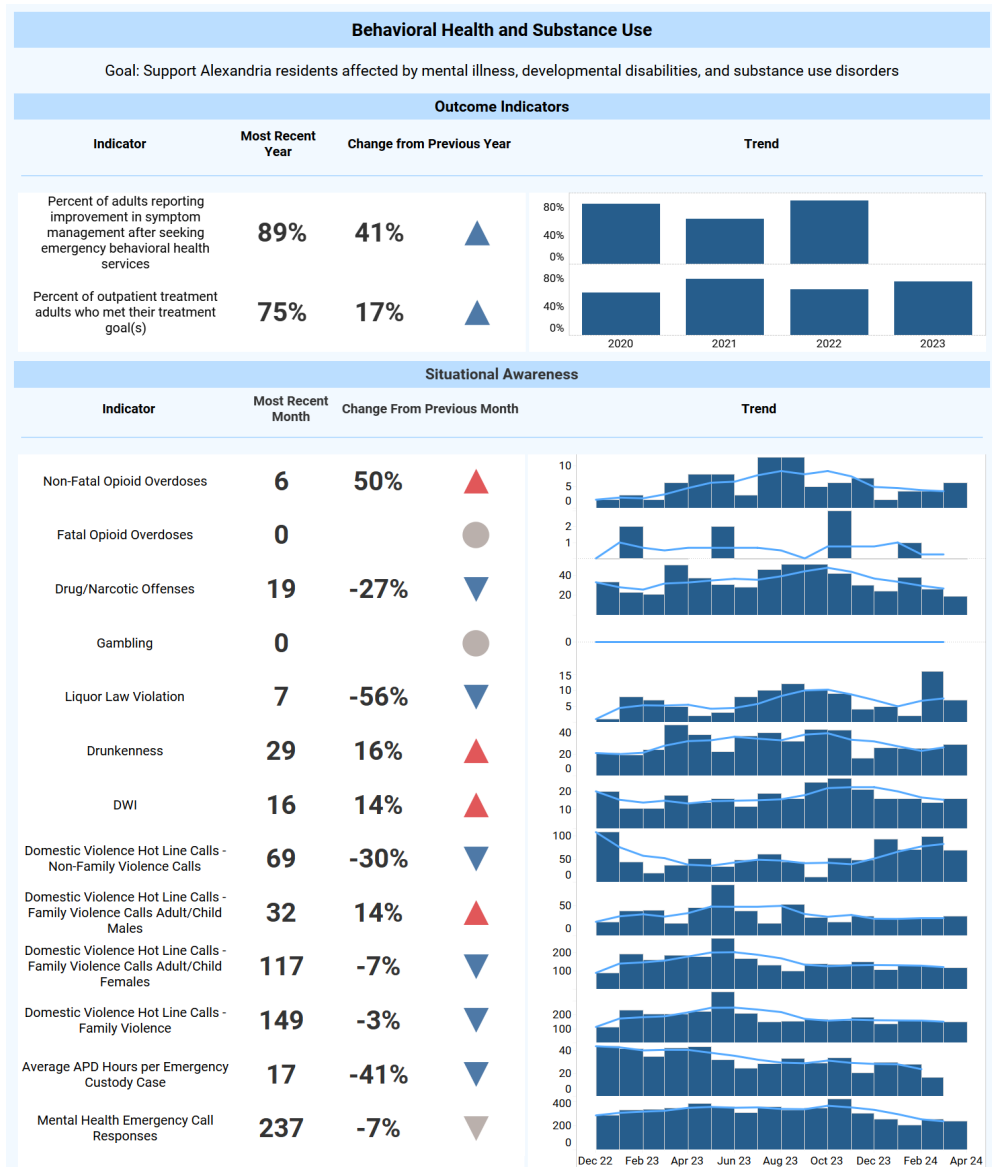 Behavioral Health and Substance Use
Goal: Support Alexandria residents affected by mental illness, developmental disabilities, and substance use disorders
Outcome Indicators
Indicator
Most Recent
Year
Change from Previous Year
Trend
Percent of adults reporting
improvement in symptom
management after seeking
emergency behavioral health
services
89%
41%
80%
40%
0%
Percent of outpatient treatment
adults who met their treatment
goal(s)
75%
17%
80%
40%
0%
2020 2021 2022 2023
Situational Awareness
Indicator
Most Recent
Month
Change From Previous Month
Trend
Non-Fatal Opioid Overdoses
6
50%
10
5
0
Fatal Opioid Overdoses
0
2
1
Drug/Narcotic Offenses
19
-27%
40
20
Gambling
0
0
Liquor Law Violation
7
-56%
15
10
5
Drunkenness
29
16%
40
20
0
DWI
16
14%
20
10
Domestic Violence Hot Line Calls -
Non-Family Violence Calls
69
-30%
100
50
0
Domestic Violence Hot Line Calls -
Family Violence Calls Adult/Child
Males
32
14%
50
0
Domestic Violence Hot Line Calls -
Family Violence Calls Adult/Child
Females
117
-7%
200
100
Domestic Violence Hot Line Calls -
Family Violence
149
-3%
200
100
Average APD Hours per Emergency
Custody Case
17
-41%
40
20
0
Mental Health Emergency Call
Responses
237
-7%
400
200
0
Dec 22 Feb 23 Apr 23 Jun 23 Aug 23 Oct 23 Dec 23 Feb 24 Apr 24